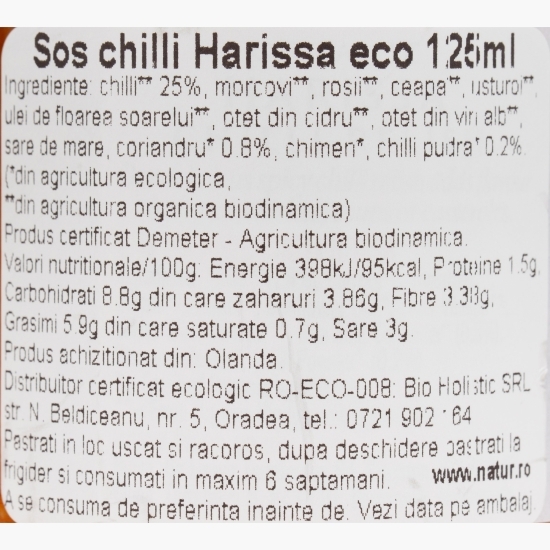 Sos chilli Harissa eco 125ml
Ingrediente: chilli** 25%, morcovi**, rosii**, ceapa**, usturoi**,
ulei de floarea soarelui**, otet din cidru**, otet din vin alb**,
sare de mare, coriandru* 0.8%, chimen*, chilli pudra* 0.2%.
(*din agricultura ecologica,
**din agricultura organica biodinamica)
Produs certificat Demeter - Agricultura biodinamica.
Valori nutritionale/100g: Energie 398kJ/95kcal, Proteine 1.5g,
Carbohidrati 8.8g din care zaharuri 3.86g, Fibre 3.38g,
Grasimi 5.9g din care saturate 0.7g, Sare 3g.
Produs achizitionat din: Olanda.
Distribuitor certificat ecologic RO-ECO-008: Bio Holistic SRL
str. N. Beldiceanu, nr. 5, Oradea, tel.: 0721 902 164
Pastrati in loc uscat si racoros, dupa deschidere pastrati la
frigider si consumati in maxim 6 saptamani.
www.natur.ro
A se consuma de preferinta inainte de: Vezi data pe ambalaj.